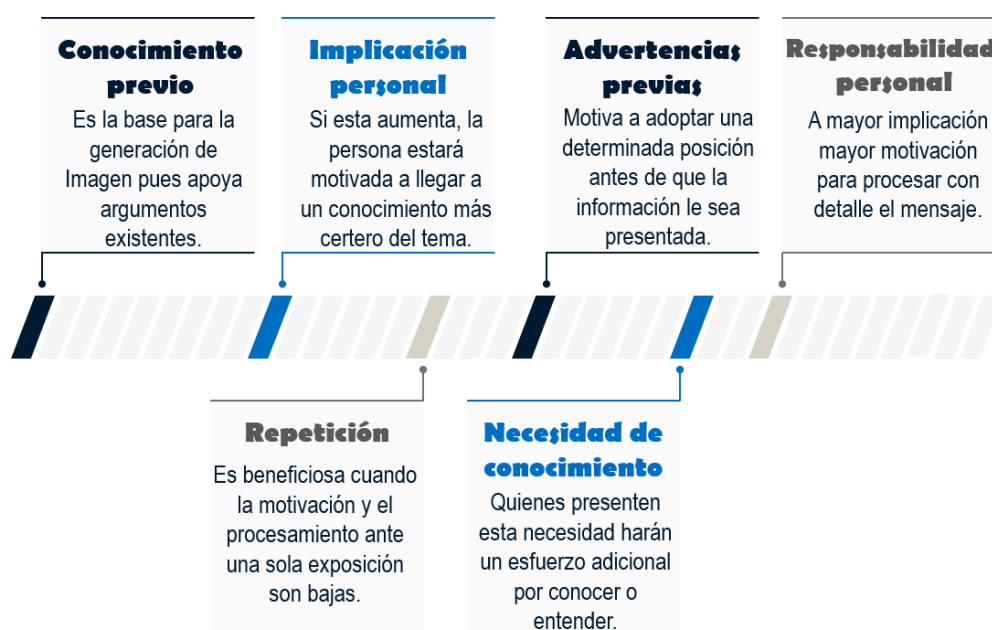 Conocimiento
previo
Es la base para la
generación de
Imagen pues apoya
argumentos
existentes.
Implicación
personal
Si esta aumenta, la
persona estará
motivada a llegar a
un conocimiento más
certero del tema.
Advertencias
previas
Motiva a adoptar una
determinada posición
antes de que la
información le sea
presentada.
Responsabilidad
personal
A mayor implicación
mayor motivación
para procesar con
detalle el mensaje.
Repetición
Es beneficiosa cuando
la motivación y el
procesamiento ante
una sola exposición
son bajas.
Necesidad de
conocimiento
Quienes presenten
esta necesidad harán
un esfuerzo adicional
por conocer o
entender.